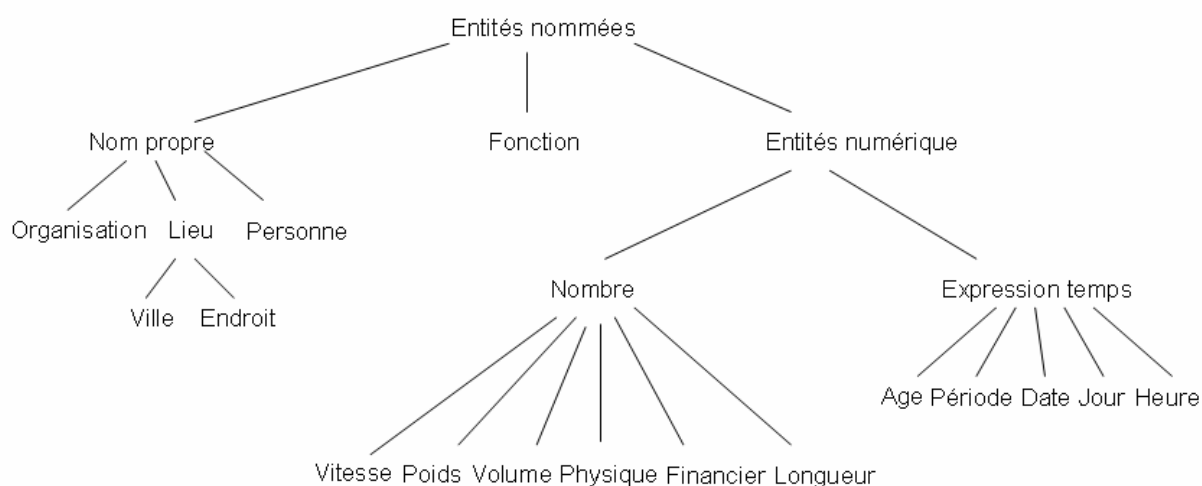 Entités nommées
Nom propre Fonction Entités numérique
Organisation Lieu Personne
Nombre Expression temps
Ville Endroit
Age Période Date Jour Heure
Vitesse Poids Volume Physique Financier Longueur